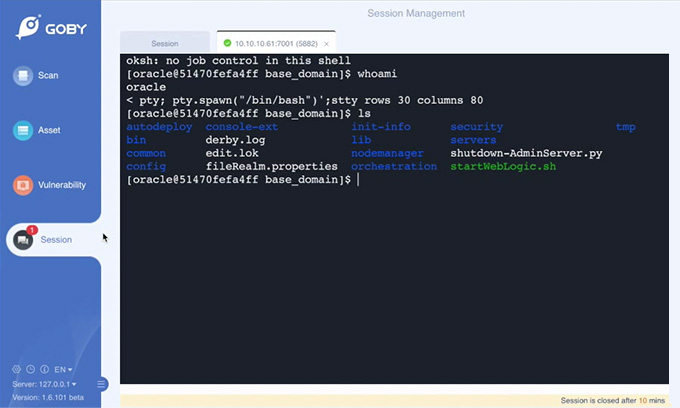 GOBY
Session Management
Scan
Asset
Vulnerability
1
Session
EN
Server: 127.0.0.1
Version: 1.6.101 beta
Session 10.10.10.61:7001 (5882) ×
oksh: no job control in this shell
[oracle@51470fefa4ff base_domain]$ whoami
oracle
< pty; pty.spawn("/bin/bash")';stty rows 30 columns 80
[oracle@51470fefa4ff base_domain]$ ls
autodeploy console-ext init-info security tmp
bin derby.log lib servers
common edit.lok nodemanager shutdown-AdminServer.py
config fileRealm.properties orchestration startWebLogic.sh
[oracle@51470fefa4ff base_domain]$
Session is closed after 10 mins